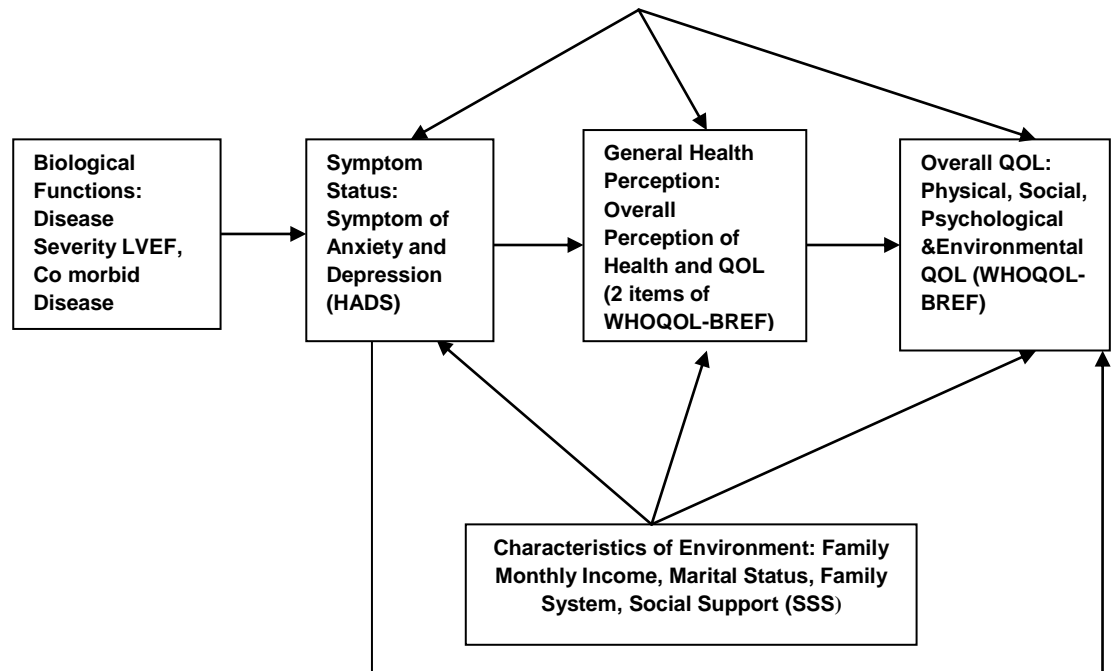 Biological
Functions:
Disease
Severity LVEF,
Co morbid
Disease
Symptom
Status:
Symptom of
Anxiety and
Depression
(HADS)
General Health
Perception:
Overall
Perception of
Health and QOL
(2 items of
WHOQOL-BREF)
Overall QOL:
Physical, Social,
Psychological
&Environmental
QOL (WHOQOL-
BREF)
Characteristics of Environment: Family
Monthly Income, Marital Status, Family
System, Social Support (SSS)